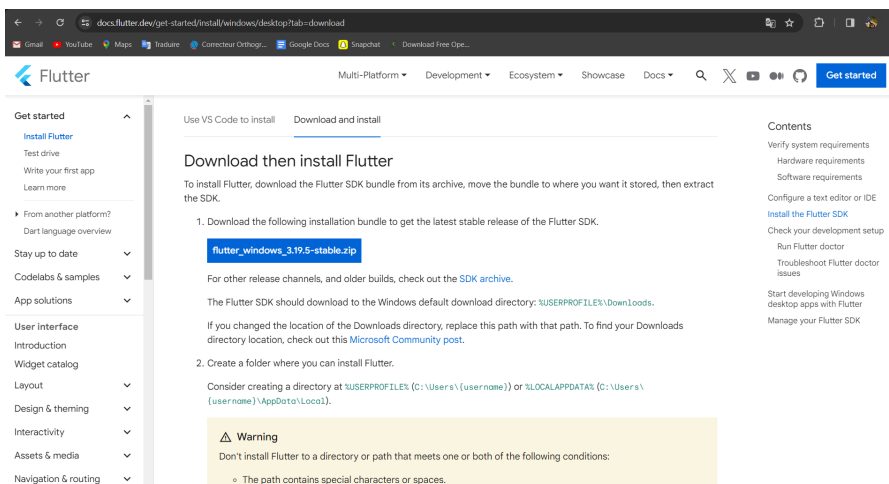 docs.flutter.dev/get-started/install/windows/desktop?tab=download
Gmail YouTube Maps Traduire Correcteur Orthogr... Google Docs Snapchat Download Free Ope...
Flutter
Multi-Platform Development Ecosystem Showcase Docs Get started
Get started
Install Flutter
Test drive
Write your first app
Learn more
From another platform?
Dart language overview
Stay up to date
Codelabs & samples
App solutions
User interface
Introduction
Widget catalog
Layout
Design & theming
Interactivity
Assets & media
Navigation & routing
Use VS Code to install Download and install
Download then install Flutter
To install Flutter, download the Flutter SDK bundle from its archive, move the bundle to where you want it stored, then extract
the SDK.
1. Download the following installation bundle to get the latest stable release of the Flutter SDK.
flutter_windows_3.19.5-stable.zip
For other release channels, and older builds, check out the SDK archive.
The Flutter SDK should download to the Windows default download directory: %USERPROFILE%\Downloads.
If you changed the location of the Downloads directory, replace this path with that path. To find your Downloads
directory location, check out this Microsoft Community post.
2. Create a folder where you can install Flutter.
Consider creating a directory at %USERPROFILE% (C:\Users\{username}) or %LOCALAPPDATA% (C:\Users\
{username}\AppData\Local).
Warning
Don't install Flutter to a directory or path that meets one or both of the following conditions:
The path contains special characters or spaces.
Contents
Verify system requirements
Hardware requirements
Software requirements
Configure a text editor or IDE
Install the Flutter SDK
Check your development setup
Run Flutter doctor
Troubleshoot Flutter doctor
issues
Start developing Windows
desktop apps with Flutter
Manage your Flutter SDK